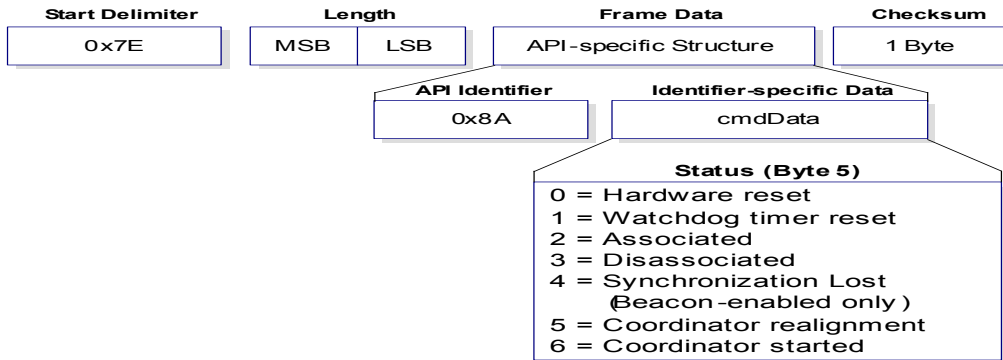 Start Delimiter Length Frame Data Checksum
0x7E MSB LSB API-specific Structure 1 Byte
API Identifier Identifier-specific Data
0x8A cmdData
Status (Byte 5)
0 = Hardware reset
1 = Watchdog timer reset
2 = Associated
3 = Disassociated
4 = Synchronization Lost
(Beacon-enabled only)
5 = Coordinator realignment
6 = Coordinator started